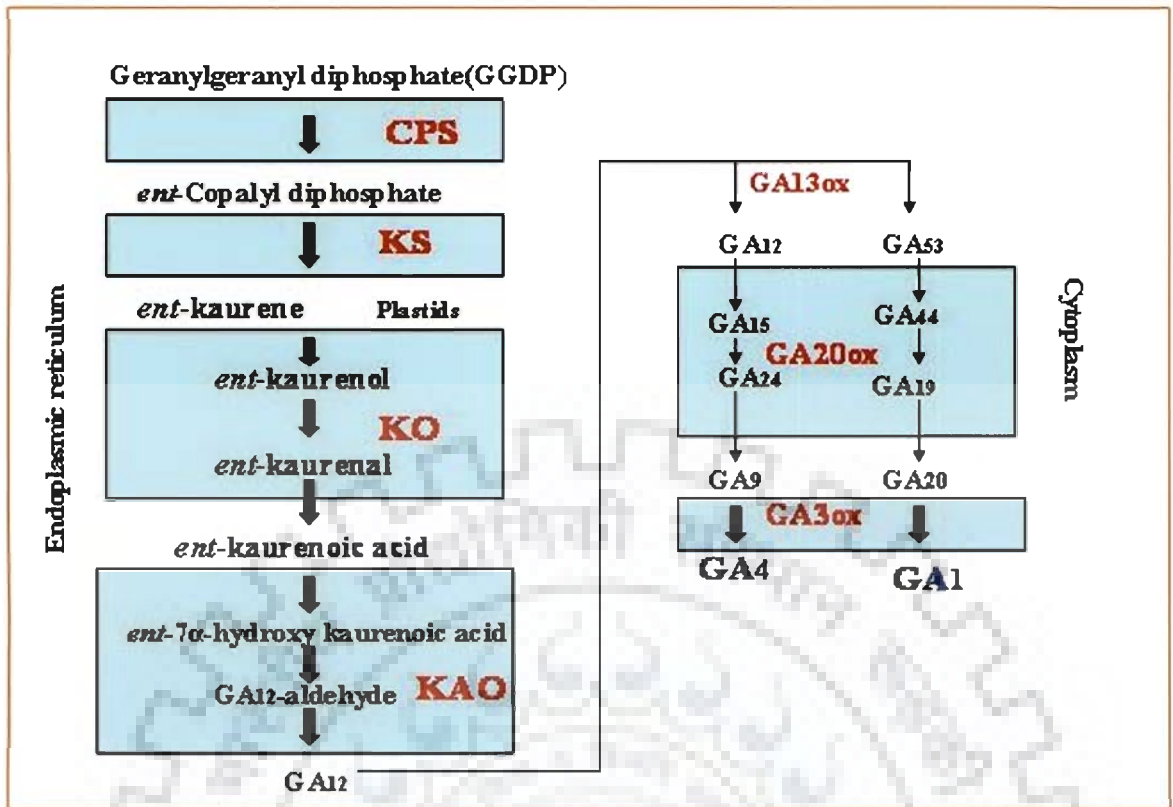 Geranylgeranyl diphosphate(GGDP)
CPS
ent-Copalyl diphosphate
KS
ent-kaurene Plastids
ent-kaurenol
KO
ent-kaurenal
ent-kaurenoic acid
ent-7α-hydroxy kaurenoic acid
GA12-aldehyde KAO
GA12
Endoplasmic reticulum
GA13ox
GA12 GA53
GA15 GA44
GA20ox
GA24 GA19
GA9 GA20
GA3ox
GA4 GA1
Cytoplasm